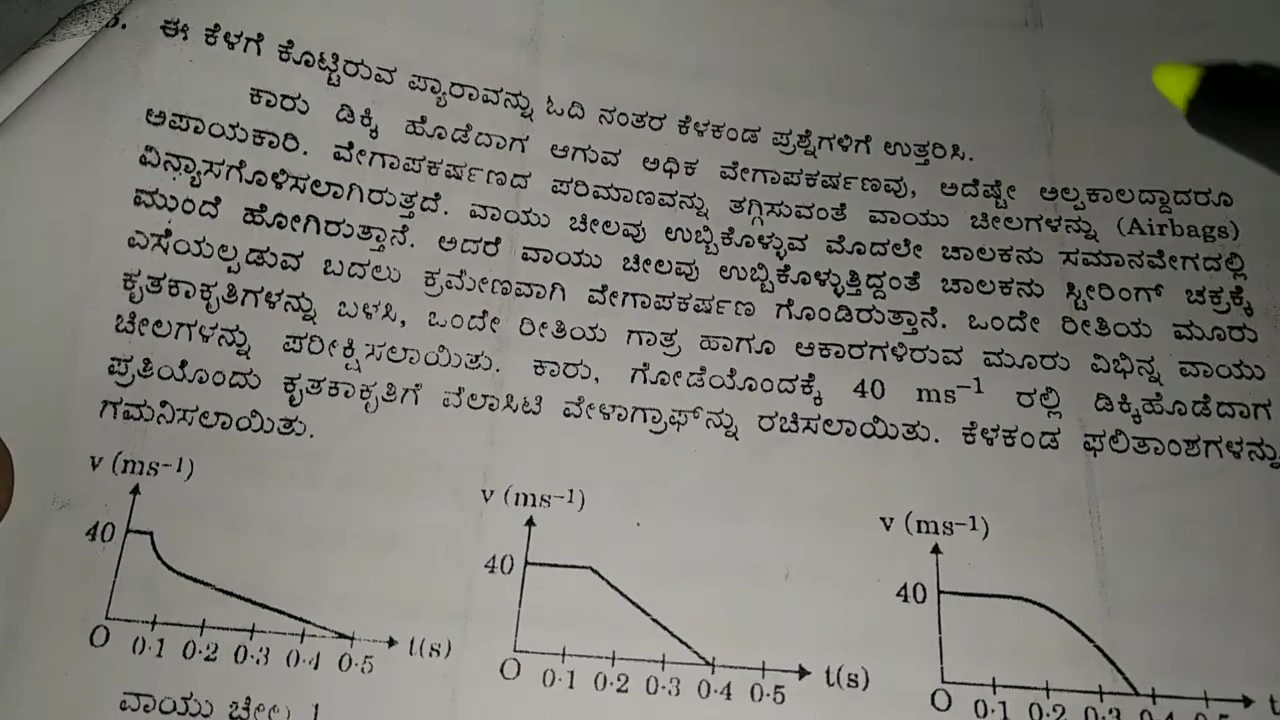 ಈ ಕೆಳಗೆ ಕೊಟ್ಟಿರುವ ಪ್ಯಾರಾವನ್ನು ಓದಿ ನಂತರ ಕೆಳಕಂಡ ಪ್ರಶ್ನೆಗಳಿಗೆ ಉತ್ತರಿಸಿ.
ಕಾರು ಡಿಕ್ಕಿ ಹೊಡೆದಾಗ ಆಗುವ ಅಧಿಕ ವೇಗಾಪಕರ್ಷಣವು, ಅದೆಷ್ಟೇ ಅಲ್ಪಕಾಲದ್ದಾದರೂ
ಅಪಾಯಕಾರಿ. ವೇಗಾಪಕರ್ಷಣದ ಪರಿಮಾಣವನ್ನು ತಗ್ಗಿಸುವಂತೆ ವಾಯು ಚೀಲಗಳನ್ನು (Airbags)
ವಿನ್ಯಾಸಗೊಳಿಸಲಾಗಿರುತ್ತದೆ. ವಾಯು ಚೀಲವು ಉಬ್ಬಿಕೊಳ್ಳುವ ಮೊದಲೇ ಚಾಲಕನು ಸಮಾನವೇಗದಲ್ಲಿ
ಮುಂದೆ ಹೋಗಿರುತ್ತಾನೆ. ಅದರೆ ವಾಯು ಚೀಲವು ಉಬ್ಬಿಕೊಳ್ಳುತ್ತಿದ್ದಂತೆ ಚಾಲಕನು ಸ್ಟೀರಿಂಗ್ ಚಕ್ರಕ್ಕೆ
ಎಸೆಯಲ್ಪಡುವ ಬದಲು ಕ್ರಮೇಣವಾಗಿ ವೇಗಾಪಕರ್ಷಣ ಗೊಂಡಿರುತ್ತಾನೆ. ಒಂದೇ ರೀತಿಯ ಮೂರು
ಕೃತಕಾಕೃತಿಗಳನ್ನು ಬಳಸಿ, ಒಂದೇ ರೀತಿಯ ಗಾತ್ರ ಹಾಗೂ ಆಕಾರಗಳಿರುವ ಮೂರು ವಿಭಿನ್ನ ವಾಯು
ಚೀಲಗಳನ್ನು ಪರೀಕ್ಷಿಸಲಾಯಿತು. ಕಾರು, ಗೋಡೆಯೊಂದಕ್ಕೆ 40 ms⁻¹ ರಲ್ಲಿ ಡಿಕ್ಕಿಹೊಡೆದಾಗ
ಪ್ರತಿಯೊಂದು ಕೃತಕಾಕೃತಿಗೆ ವೆಲಾಸಿಟಿ ವೇಳಾಗ್ರಾಫ್‌ನ್ನು ರಚಿಸಲಾಯಿತು. ಕೆಳಕಂಡ ಫಲಿತಾಂಶಗಳನ್ನು
ಗಮನಿಸಲಾಯಿತು.
v (ms⁻¹)
40
O 0·1 0·2 0·3 0·4 0·5 t(s)
ವಾಯು ಚೀಲ 1
v (ms⁻¹)
40
O 0·1 0·2 0·3 0·4 0·5 t(s)
v (ms⁻¹)
40
O 0·1 0·2 0·3 0·4